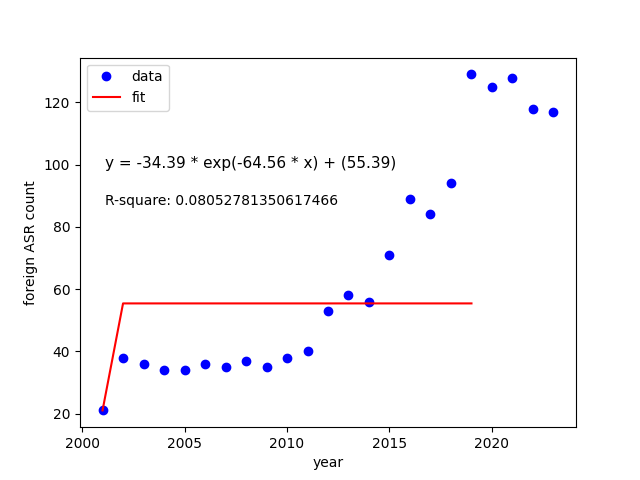 data
fit
y = -34.39 * exp(-64.56 * x) + (55.39)
R-square: 0.08052781350617466
120
100
80
60
40
20
foreign ASR count
2000 2005 2010 2015 2020
year